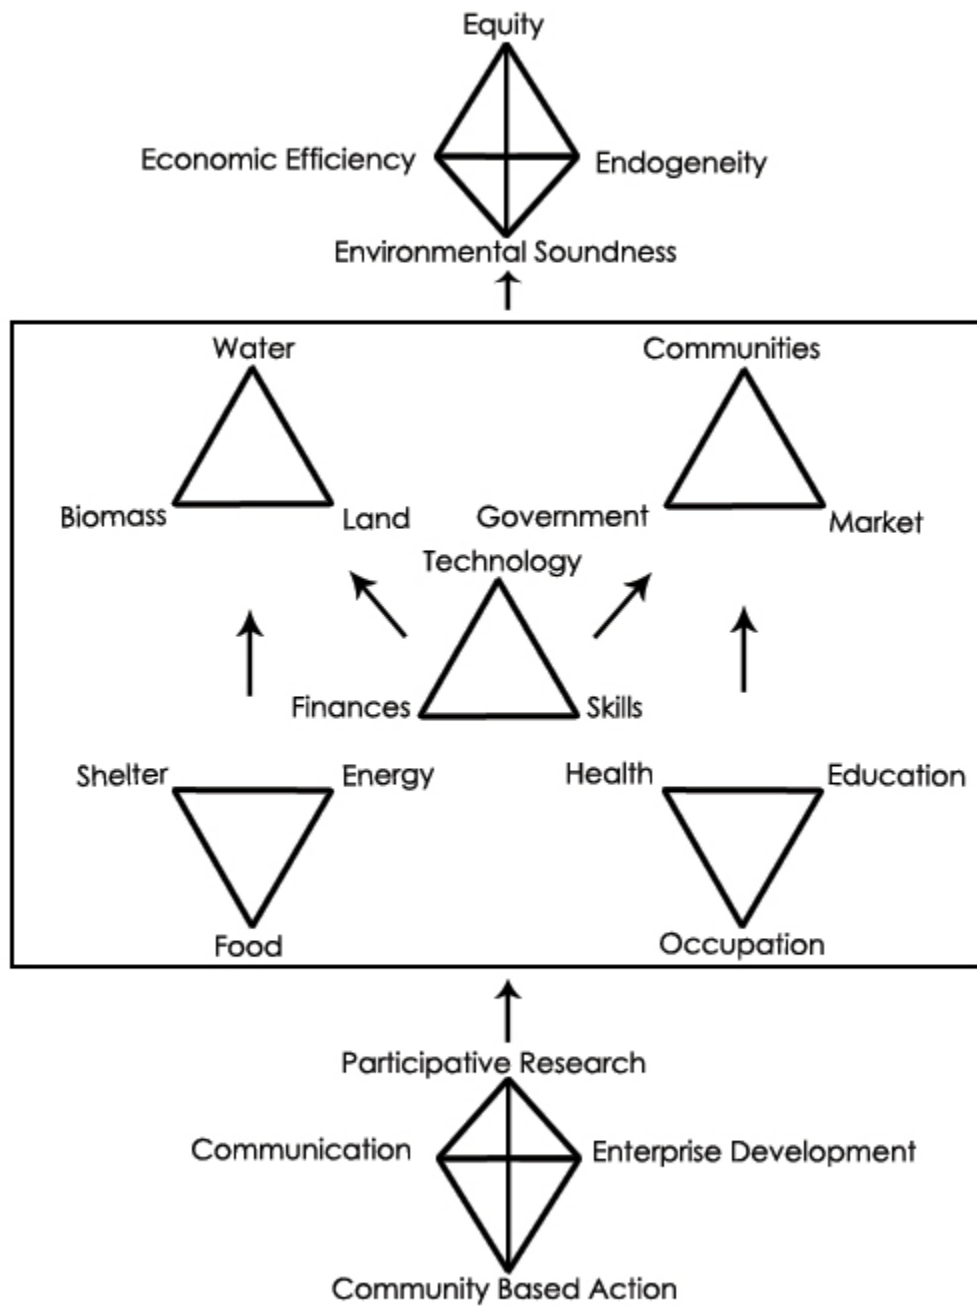 Equity
Economic Efficiency
Endogeneity
Environmental Soundness
Water
Communities
Biomass
Land
Government
Market
Technology
Finances
Skills
Shelter
Energy
Health
Education
Food
Occupation
Participative Research
Communication
Enterprise Development
Community Based Action